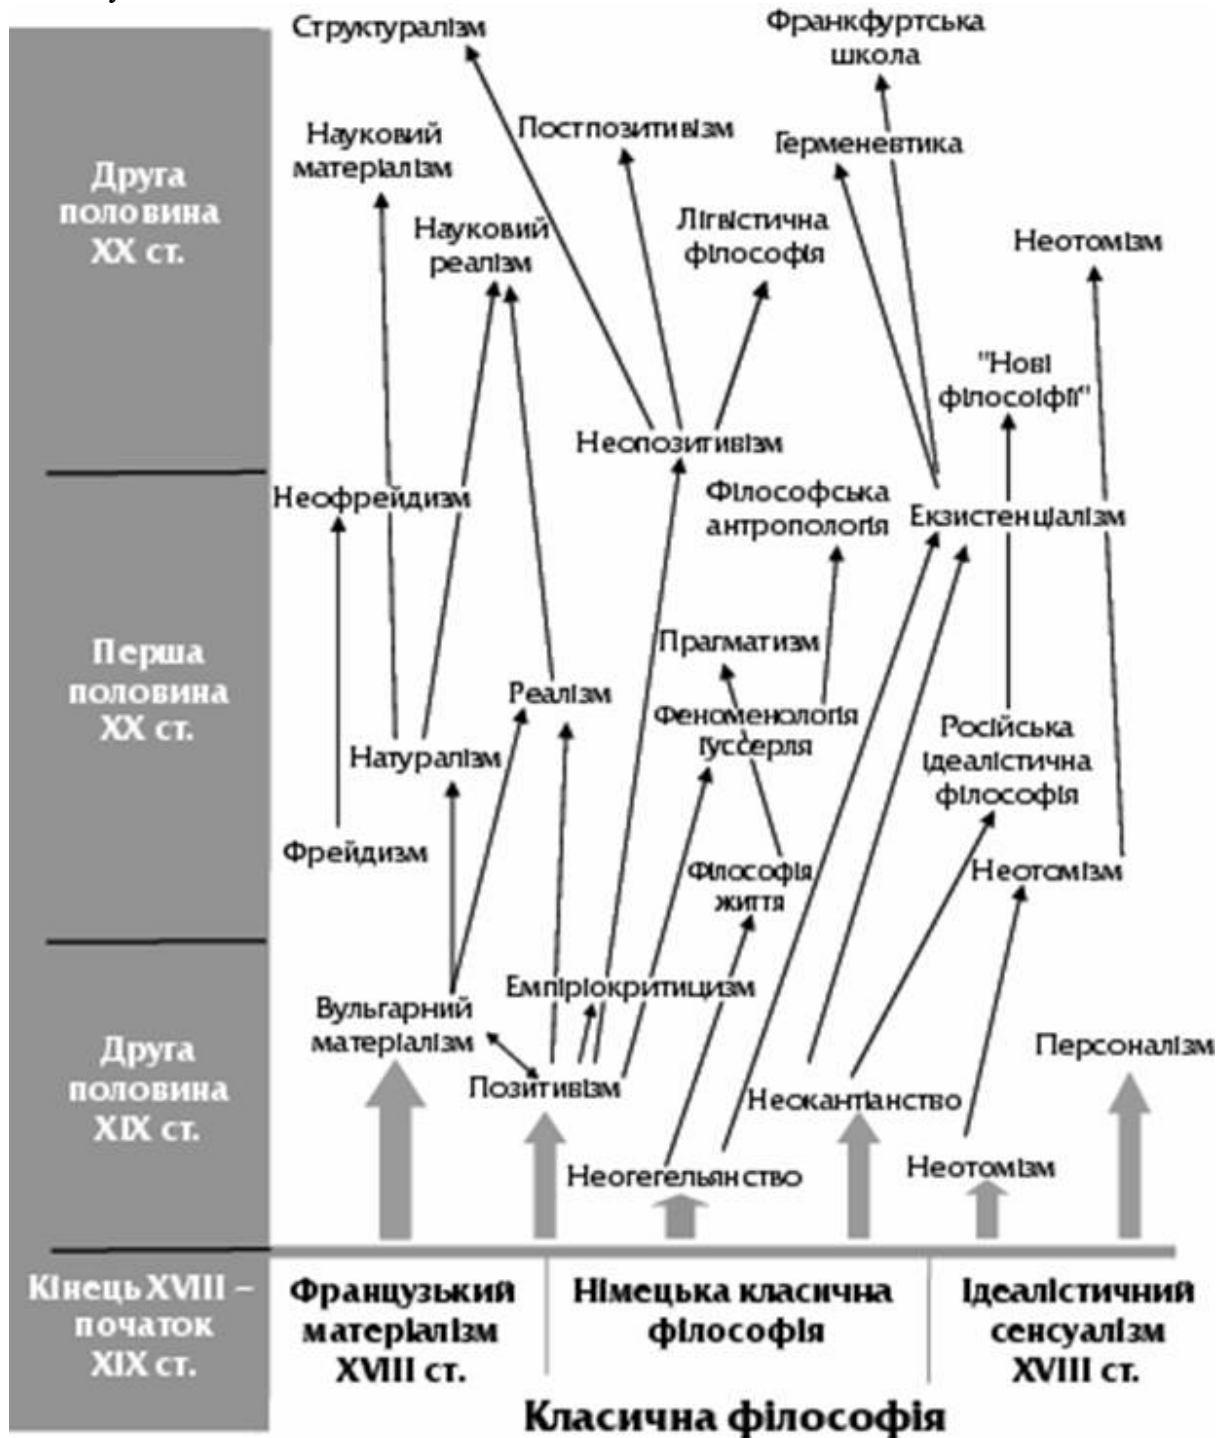 Структуралізм
Франкфуртська
школа
Науковий
матеріалізм
Постпозитивізм
Герменевтика
Друга
половина
XX ст.
Науковий
реалізм
Лігвістична
філософія
Неотомізм
"Нові
філософії"
Неопозитивізм
Неофрейдизм
Філософська
антропологія
Екзистенціалізм
Перша
половина
XX ст.
Прагматизм
Реалізм
Феноменологія
Гуссерля
Натуралізм
Російська
ідеалістична
філософія
Фрейдизм
Філософія
життя
Неотомізм
Емпіріокритицизм
Вульгарний
матеріалізм
Друга
половина
XIX ст.
Позитивізм
Неокантіанство
Персоналізм
Неогегельянство
Неотомізм
Кінець XVIII –
початок
XIX ст.
Французький
матеріалізм
XVIII ст.
Німецька класична
філософія
Ідеалістичний
сенсуалізм
XVIII ст.
Класична філософія